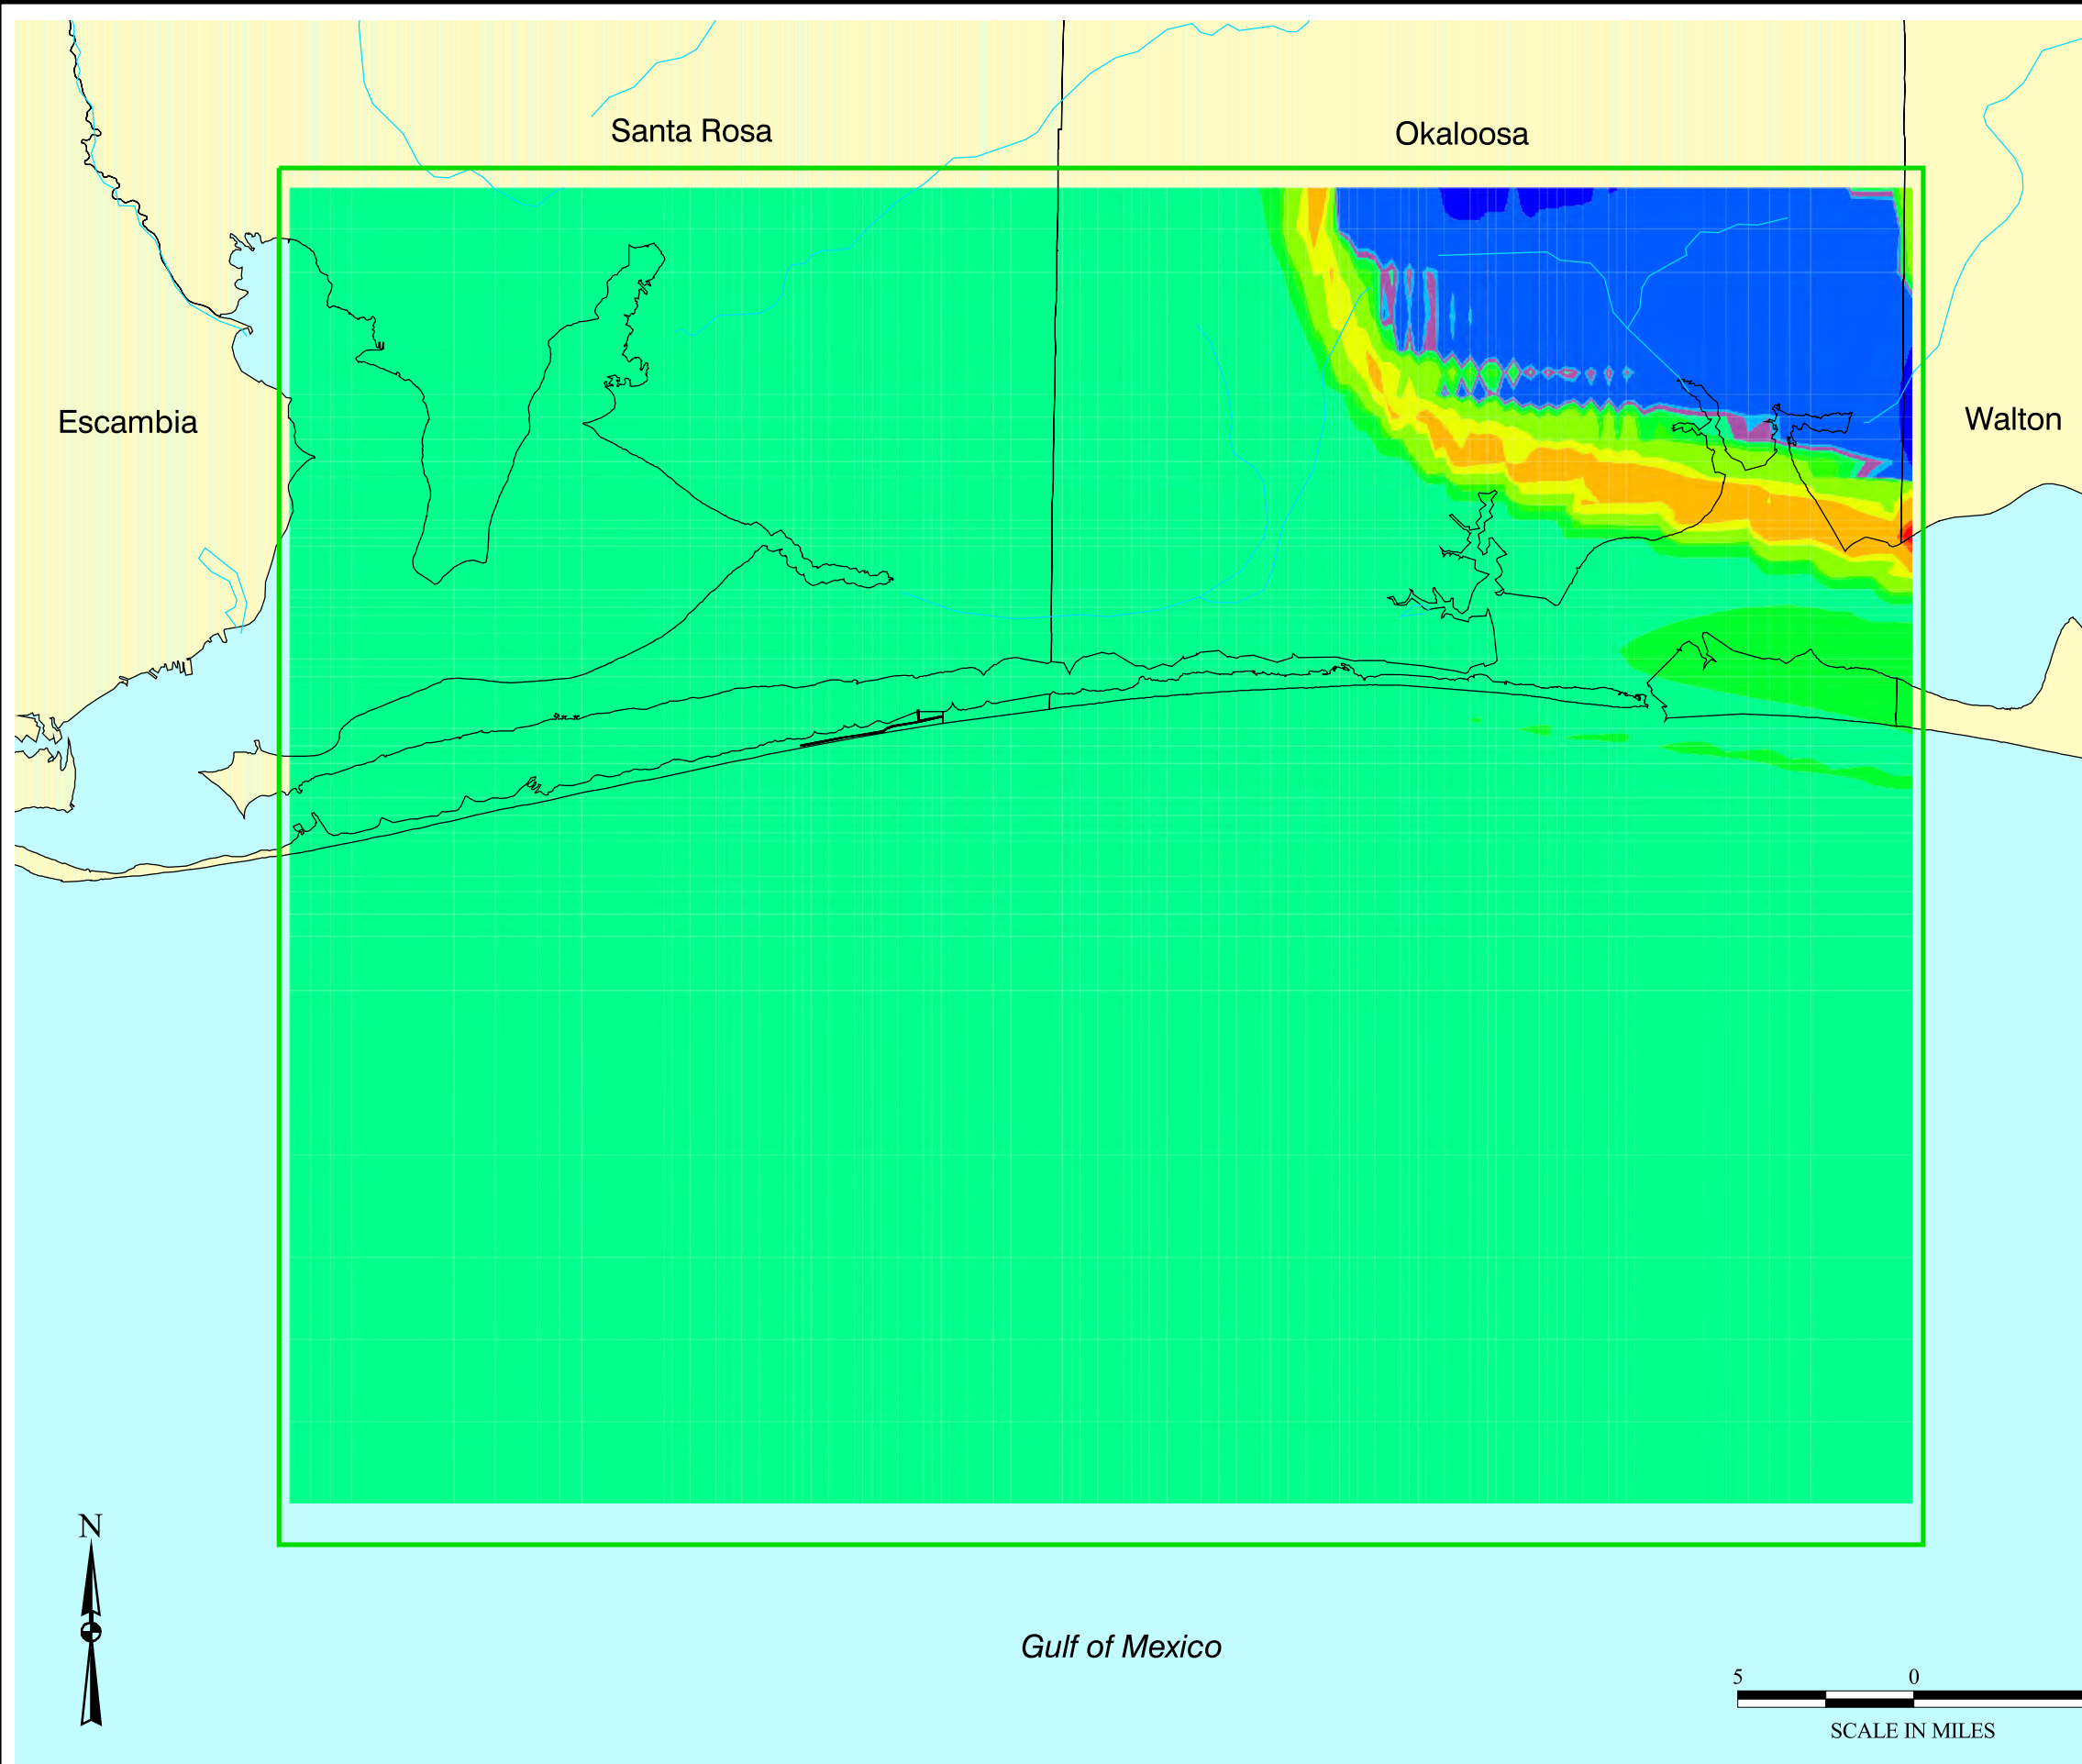 Santa Rosa
Okaloosa
Escambia
Walton
N
Gulf of Mexico
5 0
SCALE IN MILES